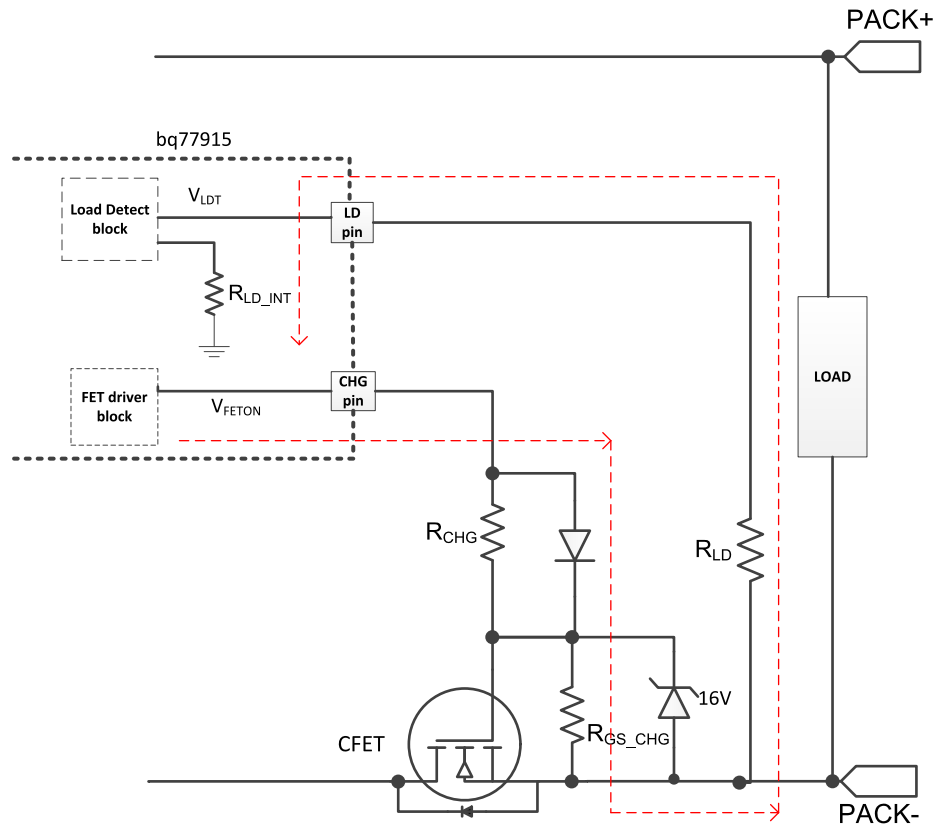 PACK+
bq77915
Load Detect
block
VLDT
LD
pin
RLD_INT
LOAD
FET driver
block
VFETON
CHG
pin
RCHG
RLD
16V
RGS_CHG
CFET
PACK-